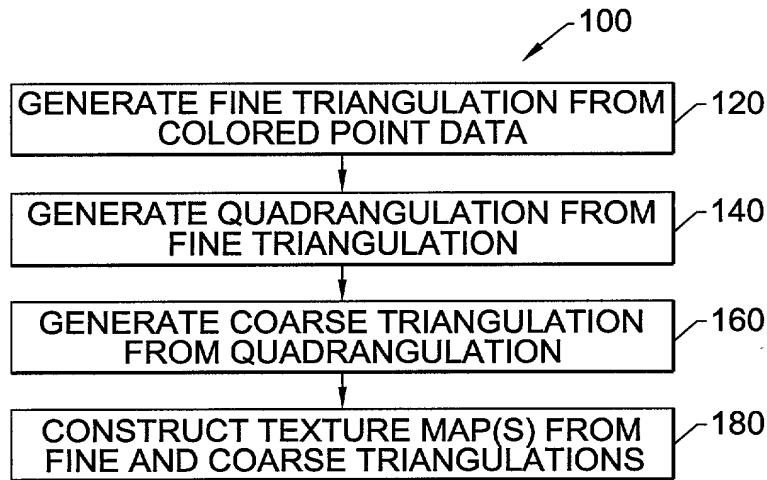 100
GENERATE FINE TRIANGULATION FROM
COLORED POINT DATA
120
GENERATE QUADRANGULATION FROM
FINE TRIANGULATION
140
GENERATE COARSE TRIANGULATION
FROM QUADRANGULATION
160
CONSTRUCT TEXTURE MAP(S) FROM
FINE AND COARSE TRIANGULATIONS
180